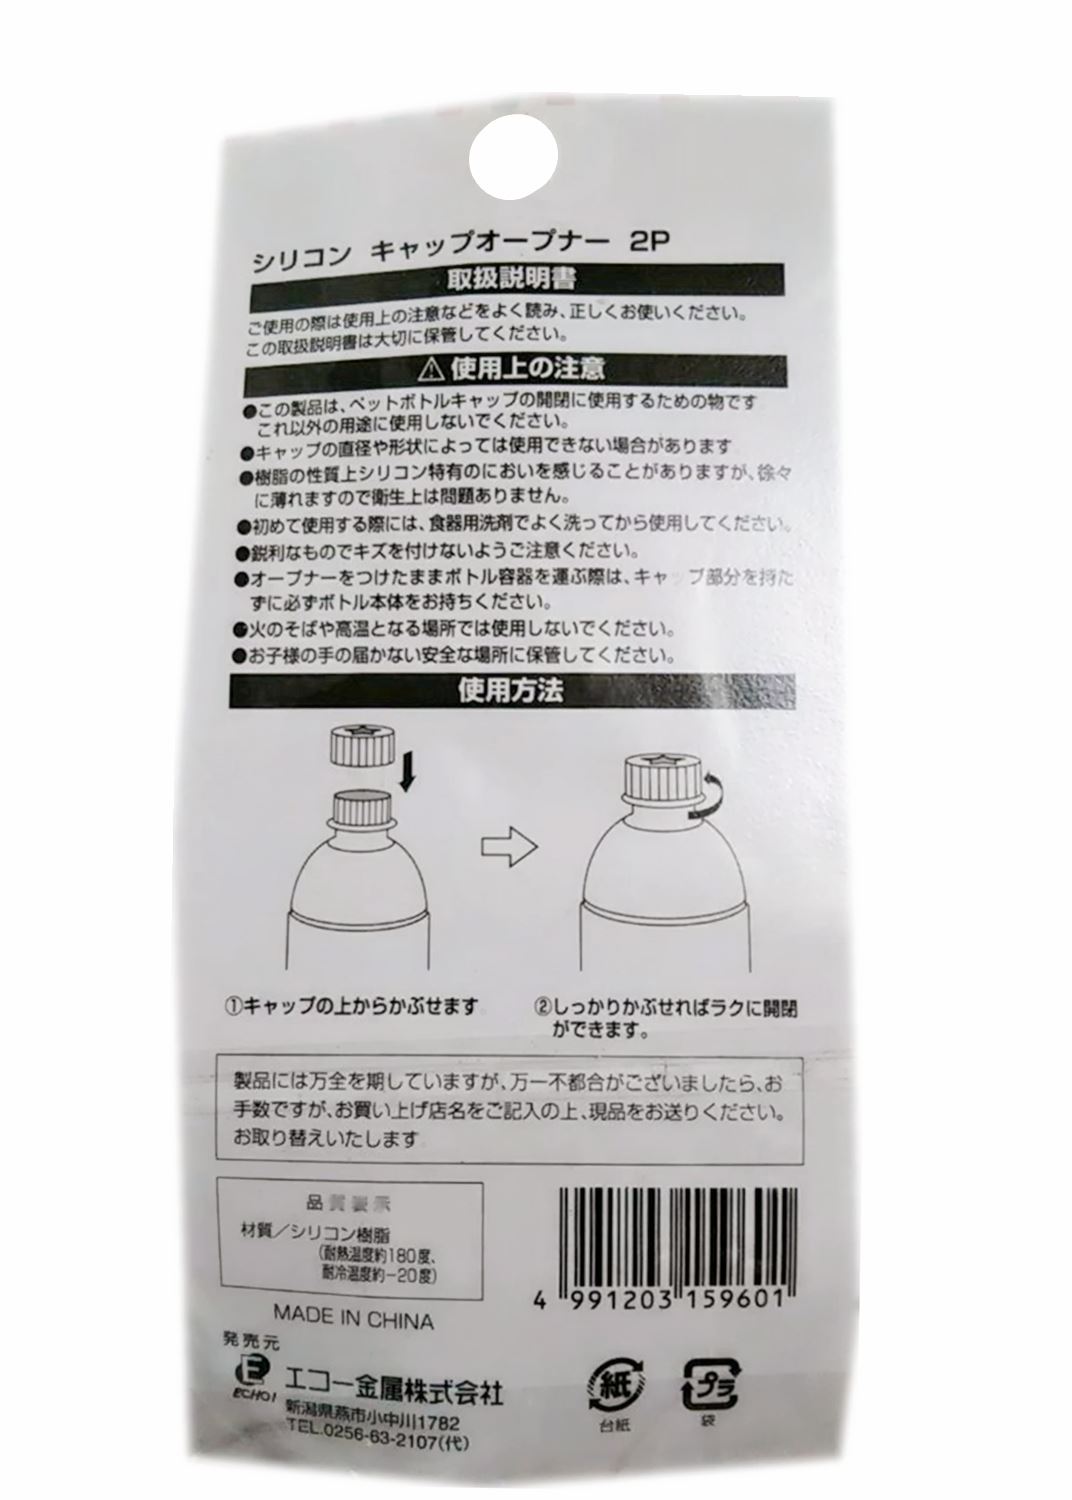 シリコン キャップオープナー 2P
取扱説明書
ご使用の際は使用上の注意などをよく読み、正しくお使いください。
この取扱説明書は大切に保管してください。
⚠使用上の注意
●この製品は、ペットボトルキャップの開閉に使用するための物です
これ以外の用途に使用しないでください。
●キャップの直径や形状によっては使用できない場合があります
●樹脂の性質上シリコン特有のにおいを感じることがありますが、徐々
に薄れますので衛生上は問題ありません。
●初めて使用する際には、食器用洗剤でよく洗ってから使用してください。
●鋭利なものでキズを付けないようご注意ください。
●オープナーをつけたままボトル容器を運ぶ際は、キャップ部分を持た
ずに必ずボトル本体をお持ちください。
●火のそばや高温となる場所では使用しないでください。
●お子様の手の届かない安全な場所に保管してください。
使用方法
①キャップの上からかぶせます
②しっかりかぶせればラクに開閉
ができます。
製品には万全を期していますが、万一不都合がございましたら、お
手数ですが、お買い上げ店名をご記入の上、現品をお送りください。
お取り替えいたします
品質表示
材質／シリコン樹脂
(耐熱温度約180度、
耐冷温度約－20度)
4 991203 159601
MADE IN CHINA
発売元
E
ECHO!
エコー金属株式会社
新潟県燕市小中川1782
TEL.0256-63-2107(代)
紙
台紙
プラ
袋